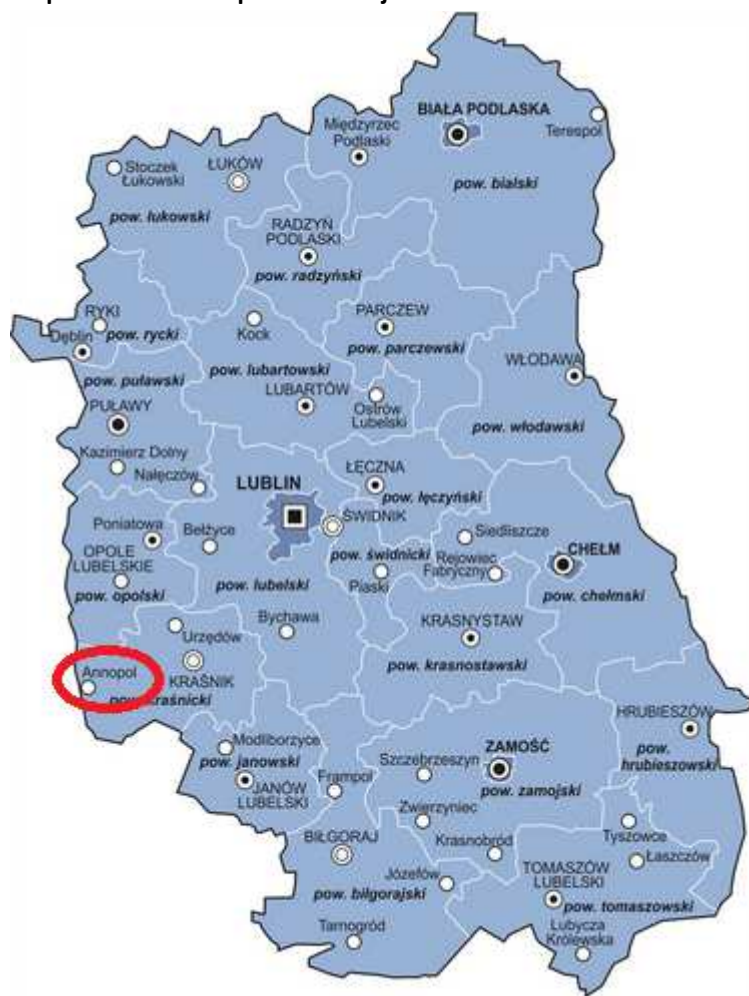 BIAŁA PODLASKA
Terespol
Międzyrzec
Podlaski
pow. bialski
Stoczek
Łukowski
ŁUKÓW
pow. łukowski
RADZYŃ
PODLASKI
pow. radzyński
RYKI
pow. rycki
Dęblin
Kock
PARCZEW
pow. parczewski
pow. puławski
pow. lubartowski
WŁODAWA
PUŁAWY
LUBARTÓW
Ostrów
Lubelski
pow. włodawski
Kazimierz Dolny
Nałęczów
LUBLIN
ŁĘCZNA
pow. łęczyński
ŚWIDNIK
Poniatowa
Bełżyce
Siedliszcze
OPOLE
LUBELSKIE
pow. opolski
pow. lubelski
pow. świdnicki
Piaski
Rejowiec
Fabryczny
CHEŁM
pow. chełmski
Urzędów
Bychawa
KRASNYSTAW
pow. krasnostawski
Annopol
KRAŚNIK
pow. kraśnicki
HRUBIESZÓW
pow.
hrubieszowski
Modliborzyce
pow. janowski
JANÓW
LUBELSKI
Frampol
Szczebrzeszyn
ZAMOŚĆ
pow. zamojski
Zwierzyniec
Krasnobród
Tyszowce
Łaszczów
BIŁGORAJ
pow. biłgorajski
Józefów
TOMASZÓW
LUBELSKI
pow. tomaszowski
Tarnogród
Lubycza
Królewska